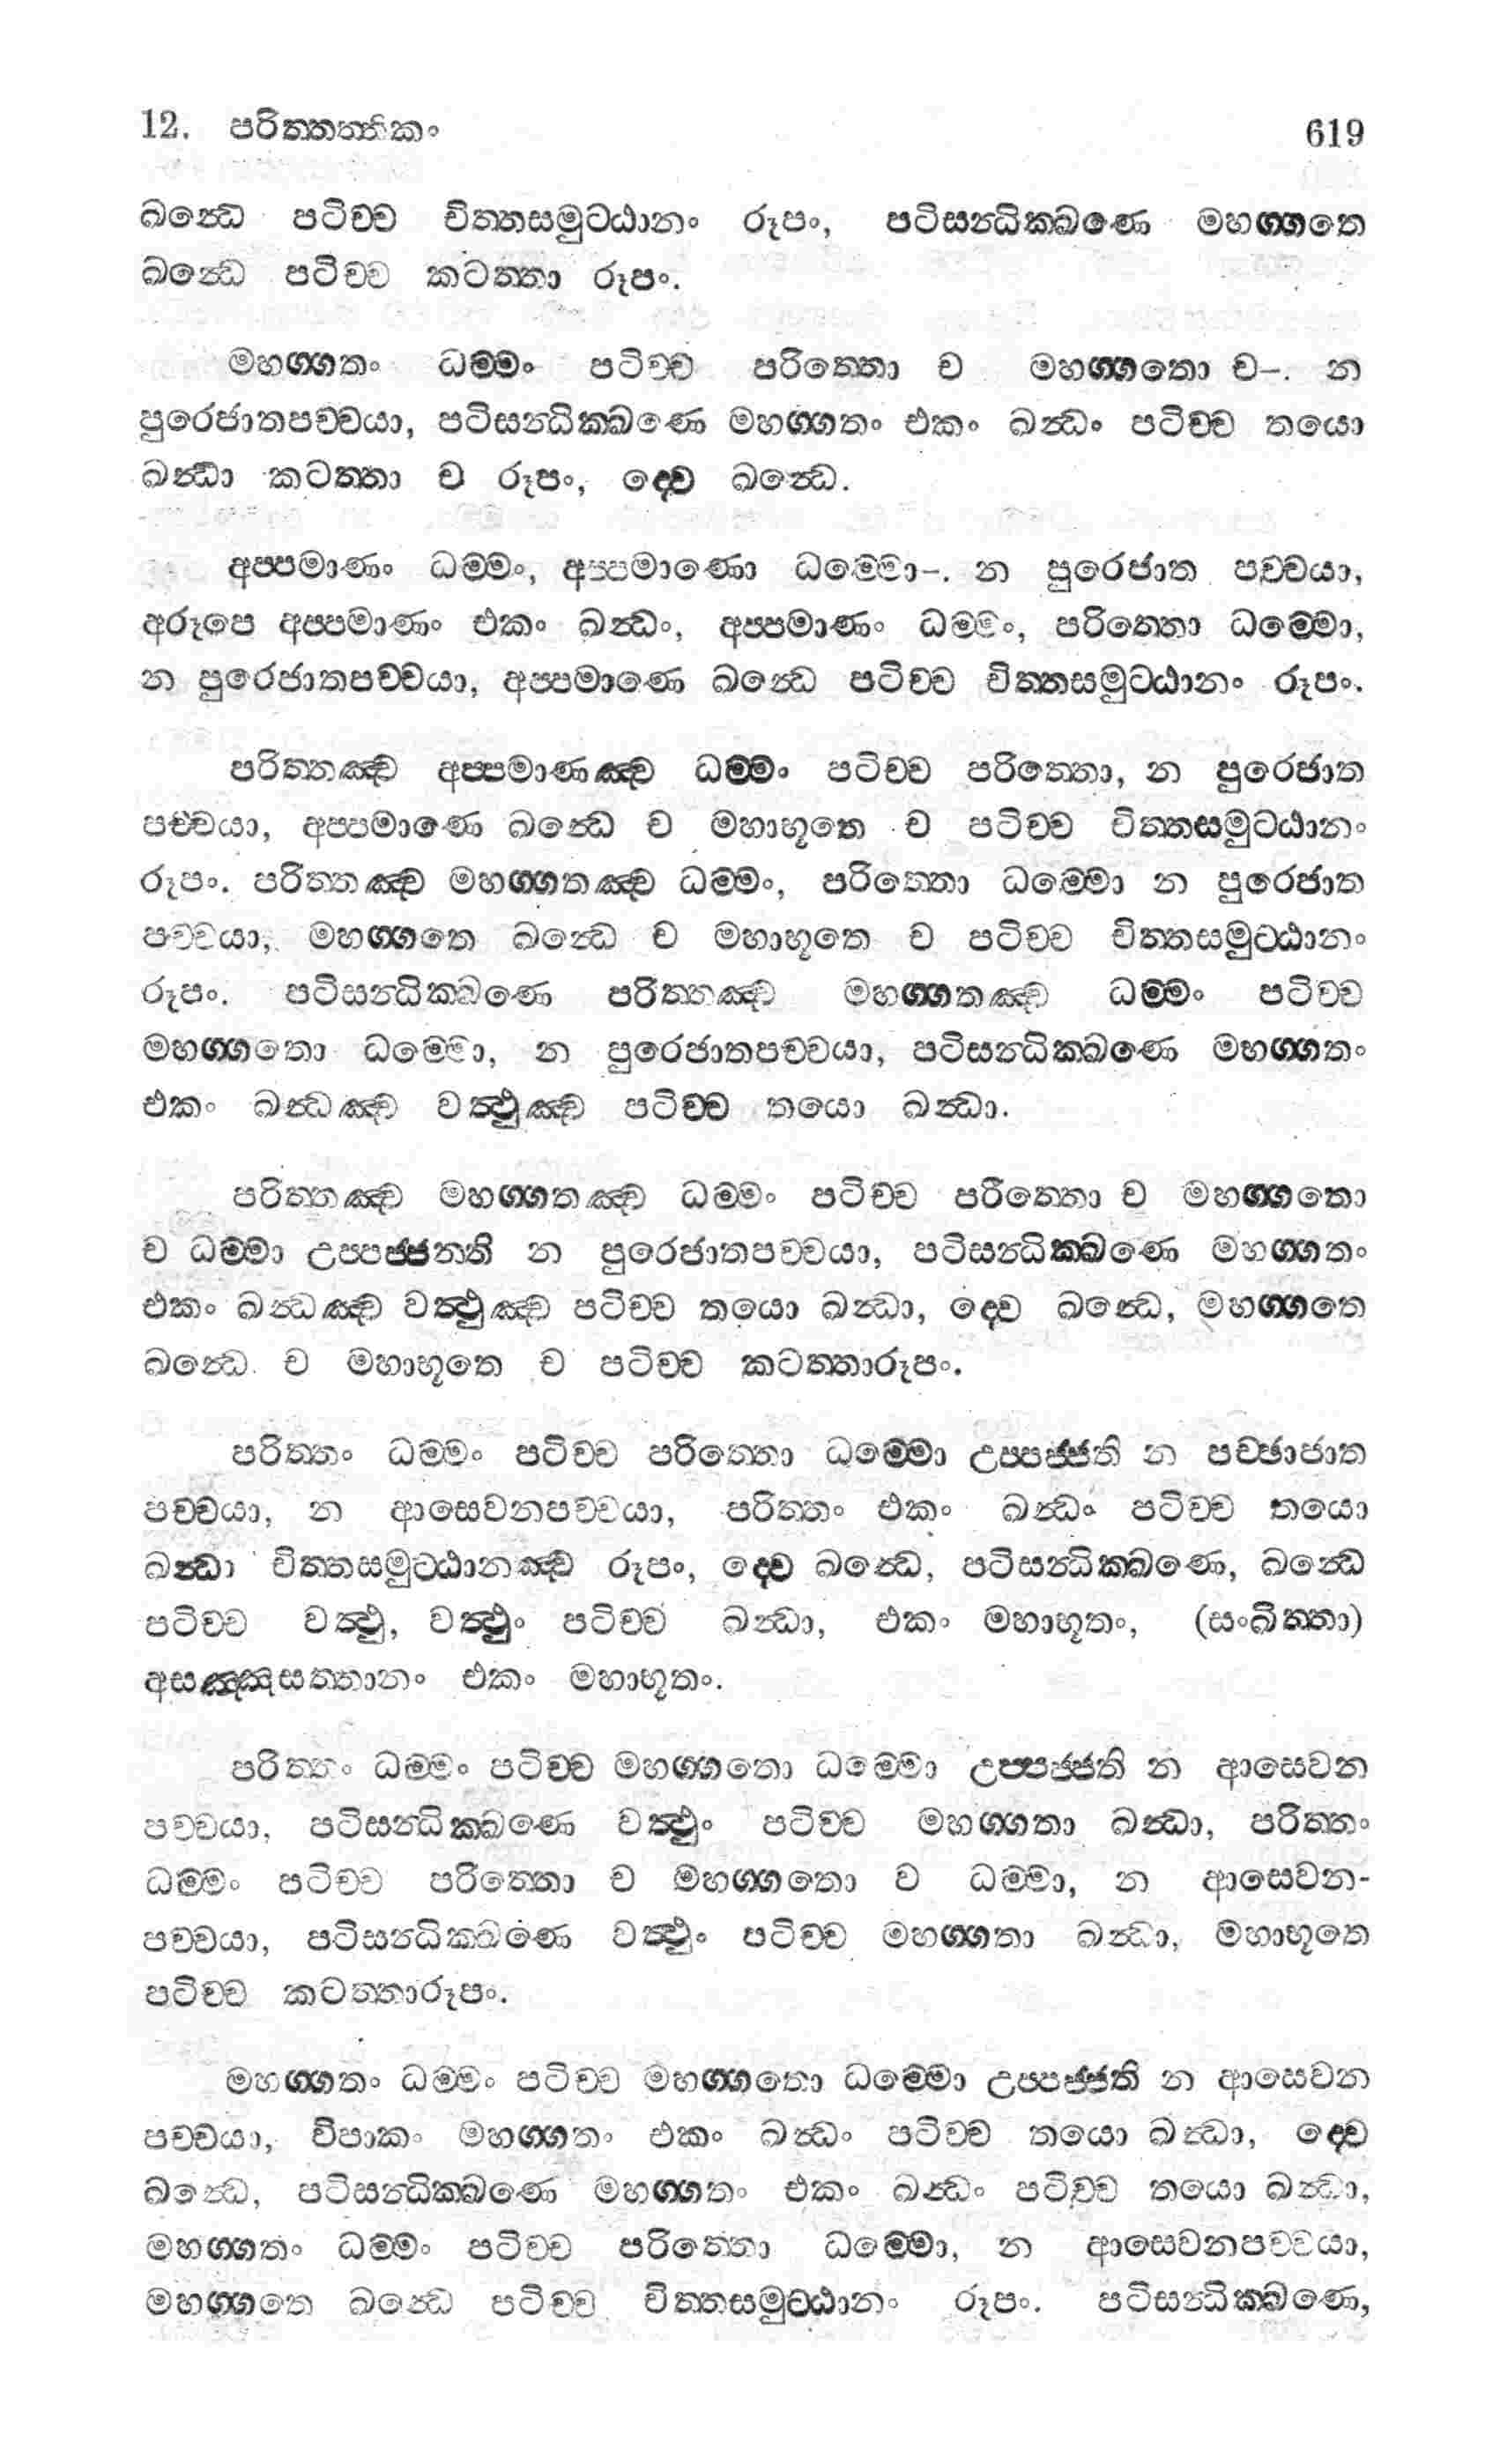 12. පරිත්තත්තිකං 619
ඛන්ධෙ පටිච්ච චිත්තසමුට්ඨානං රූපං, පටිසන්ධික්ඛණෙ මහග්ගතෙ
ඛන්ධෙ පටිච්ච කටත්තා රූපං.
මහග්ගතං ධම්මං පටිච්ච පරිත්තො ච මහග්ගතො ච–. න
පුරෙජාතපච්චයා, පටිසන්ධික්ඛණෙ මහග්ගතං එකං ඛන්ධං පටිච්ච තයො
ඛන්ධා කටත්තා ච රූපං, ද්වෙ ඛන්ධෙ.
අප්පමාණං ධම්මං, අප්පමාණො ධම්මො–. න පුරෙජාත පච්චයා,
අරූපෙ අප්පමාණං එකං ඛන්ධං, අප්පමාණං ධම්මං, පරිත්තො ධම්මො,
න පුරෙජාතපච්චයා, අප්පමාණෙ ඛන්ධෙ පටිච්ච චිත්තසමුට්ඨානං රූපං.
පරිත්තඤ්ච අප්පමාණඤ්ච ධම්මං පටිච්ච පරිත්තො, න පුරෙජාත
පච්චයා, අප්පමාණෙ ඛන්ධෙ ච මහාභූතෙ ච පටිච්ච චිත්තසමුට්ඨානං
රූපං. පරිත්තඤ්ච මහග්ගතඤ්ච ධම්මං, පරිත්තො ධම්මො න පුරෙජාත
පච්චයා, මහග්ගතෙ ඛන්ධෙ ච මහාභූතෙ ච පටිච්ච චිත්තසමුට්ඨානං
රූපං. පටිසන්ධික්ඛණෙ පරිත්තඤ්ච මහග්ගතඤ්ච ධම්මං පටිච්ච
මහග්ගතො ධම්මො, න පුරෙජාතපච්චයා, පටිසන්ධික්ඛණෙ මහග්ගතං
එකං ඛන්ධඤ්ච වත්ථුඤ්ච පටිච්ච තයො ඛන්ධා.
පරිත්තඤ්ච මහග්ගතඤ්ච ධම්මං පටිච්ච පරීත්තො ච මහග්ගතො
ච ධම්මා උප්පජ්ජන්ති න පුරෙජාතපච්චයා, පටිසන්ධික්ඛණෙ මහග්ගතං
එකං ඛන්ධඤ්ච වත්ථුඤ්ච පටිච්ච තයො ඛන්ධා, ද්වෙ ඛන්ධෙ, මහග්ගතෙ
ඛන්ධෙ ච මහාභූතෙ ච පටිච්ච කටත්තාරූපං.
පරිත්තං ධම්මං පටිච්ච පරිත්තො ධම්මො උප්පජ්ජති න පච්ඡාජාත
පච්චයා, න ආසෙවනපච්චයා, පරිත්තං එකං ඛන්ධං පටිච්ච තයො
ඛන්ධා චිත්තසමුට්ඨානඤ්ච රූපං, ද්වෙ ඛන්ධෙ, පටිසන්ධික්ඛණෙ, ඛන්ධෙ
පටිච්ච වත්ථු, වත්ථුං පටිච්ච ඛන්ධා, එකං මහාභූතං, (සංඛිත්තා)
අසඤ්ඤසත්තානං එකං මහාභූතං.
පරිත්තං ධම්මං පටිච්ච මහග්ගතො ධම්මො උප්පජ්ජති න ආසෙවන
පච්චයා, පටිසන්ධික්ඛණෙ වත්ථුං පටිච්ච මහග්ගතා ඛන්ධා, පරිත්තං
ධම්මං පටිච්ච පරිත්තො ච මහග්ගතො ච ධම්මා, න ආසෙවන-
පච්චයා, පටිසන්ධික්ඛණෙ වත්ථුං පටිච්ච මහග්ගතා ඛන්ධා, මහාභූතෙ
පටිච්ච කටත්තාරූපං.
මහග්ගතං ධම්මං පටිච්ච මහග්ගතො ධම්මො උප්පජ්ජති න ආසෙවන
පච්චයා, විපාකං මහග්ගතං එකං ඛන්ධං පටිච්ච තයො ඛන්ධා, ද්වෙ
ඛන්ධෙ, පටිසන්ධික්ඛණෙ මහග්ගතං එකං ඛන්ධං පටිච්ච තයො ඛන්ධා,
මහග්ගතං ධම්මං පටිච්ච පරිත්තො ධම්මො, න ආසෙවනපච්චයා,
මහග්ගතෙ ඛන්ධෙ පටිච්ච චිත්තසමුට්ඨානං රූපං. පටිසන්ධික්ඛණෙ,